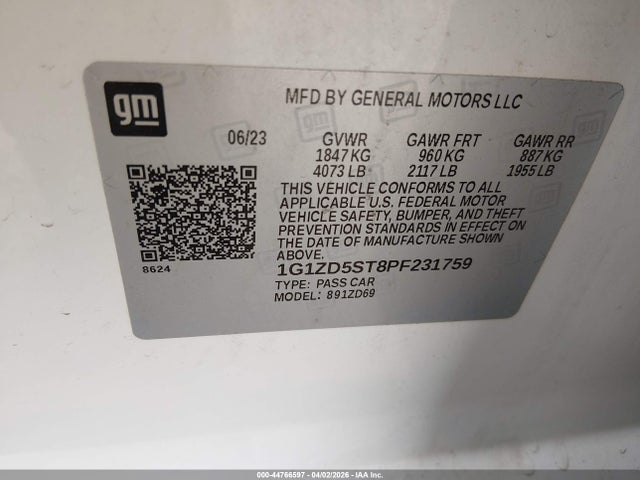 gm
MFD BY GENERAL MOTORS LLC
06/23 GVWR GAWR FRT GAWR RR
1847 KG 960 KG 887 KG
4073 LB 2117 LB 1955 LB
THIS VEHICLE CONFORMS TO ALL
APPLICABLE U.S. FEDERAL MOTOR
VEHICLE SAFETY, BUMPER, AND THEFT
PREVENTION STANDARDS IN EFFECT ON
THE DATE OF MANUFACTURE SHOWN
ABOVE.
8624
1G1ZD5ST8PF231759
TYPE: PASS CAR
MODEL: 891ZD69
000-44766597 - 04/02/2026 - IAA Inc.